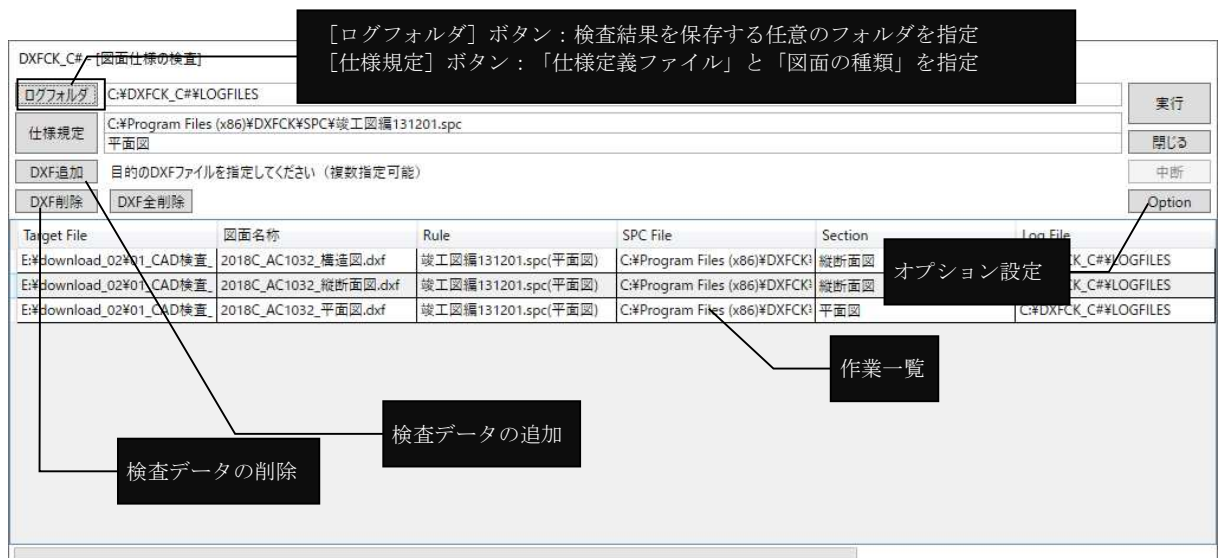 ［ログフォルダ］ボタン：検査結果を保存する任意のフォルダを指定
［仕様規定］ボタン：「仕様定義ファイル」と「図面の種類」を指定
DXFCK_C# - [図面仕様の検査]
ログフォルダ C:¥DXFCK_C#¥LOGFILES
実行
仕様規定 C:¥Program Files (x86)¥DXFCK¥SPC¥竣工図編131201.spc
平面図
閉じる
DXF追加 目的のDXFファイルを指定してください（複数指定可能）
中断
DXF削除 DXF全削除
Option
Target File 図面名称 Rule SPC File Section Log File
E:¥download_02¥01_CAD検査_ 2018C_AC1032_構造図.dxf 竣工図編131201.spc(平面図) C:¥Program Files (x86)¥DXFCK¥ 縦断面図 CK_C#¥LOGFILES
E:¥download_02¥01_CAD検査_ 2018C_AC1032_縦断面図.dxf 竣工図編131201.spc(平面図) C:¥Program Files (x86)¥DXFCK¥ 縦断面図 CK_C#¥LOGFILES
E:¥download_02¥01_CAD検査_ 2018C_AC1032_平面図.dxf 竣工図編131201.spc(平面図) C:¥Program Files (x86)¥DXFCK¥ 平面図 C:¥DXFCK_C#¥LOGFILES
オプション設定
作業一覧
検査データの追加
検査データの削除